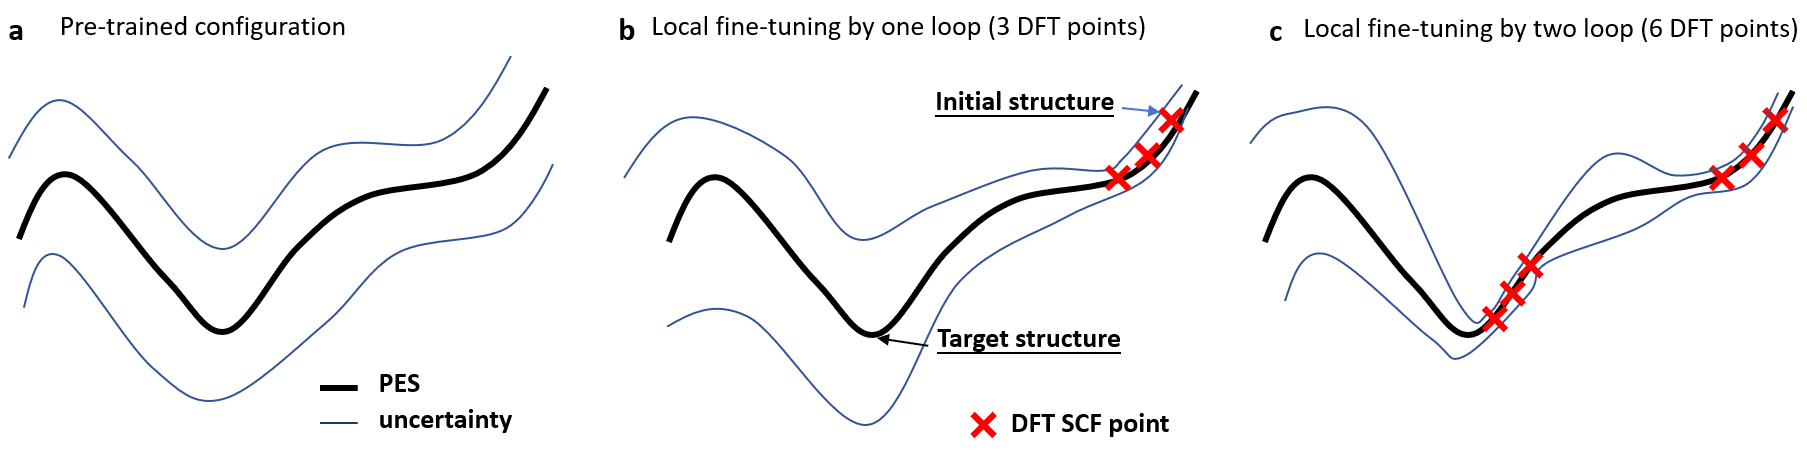 a Pre-trained configuration
PES
uncertainty
b Local fine-tuning by one loop (3 DFT points)
Initial structure
Target structure
DFT SCF point
c Local fine-tuning by two loop (6 DFT points)